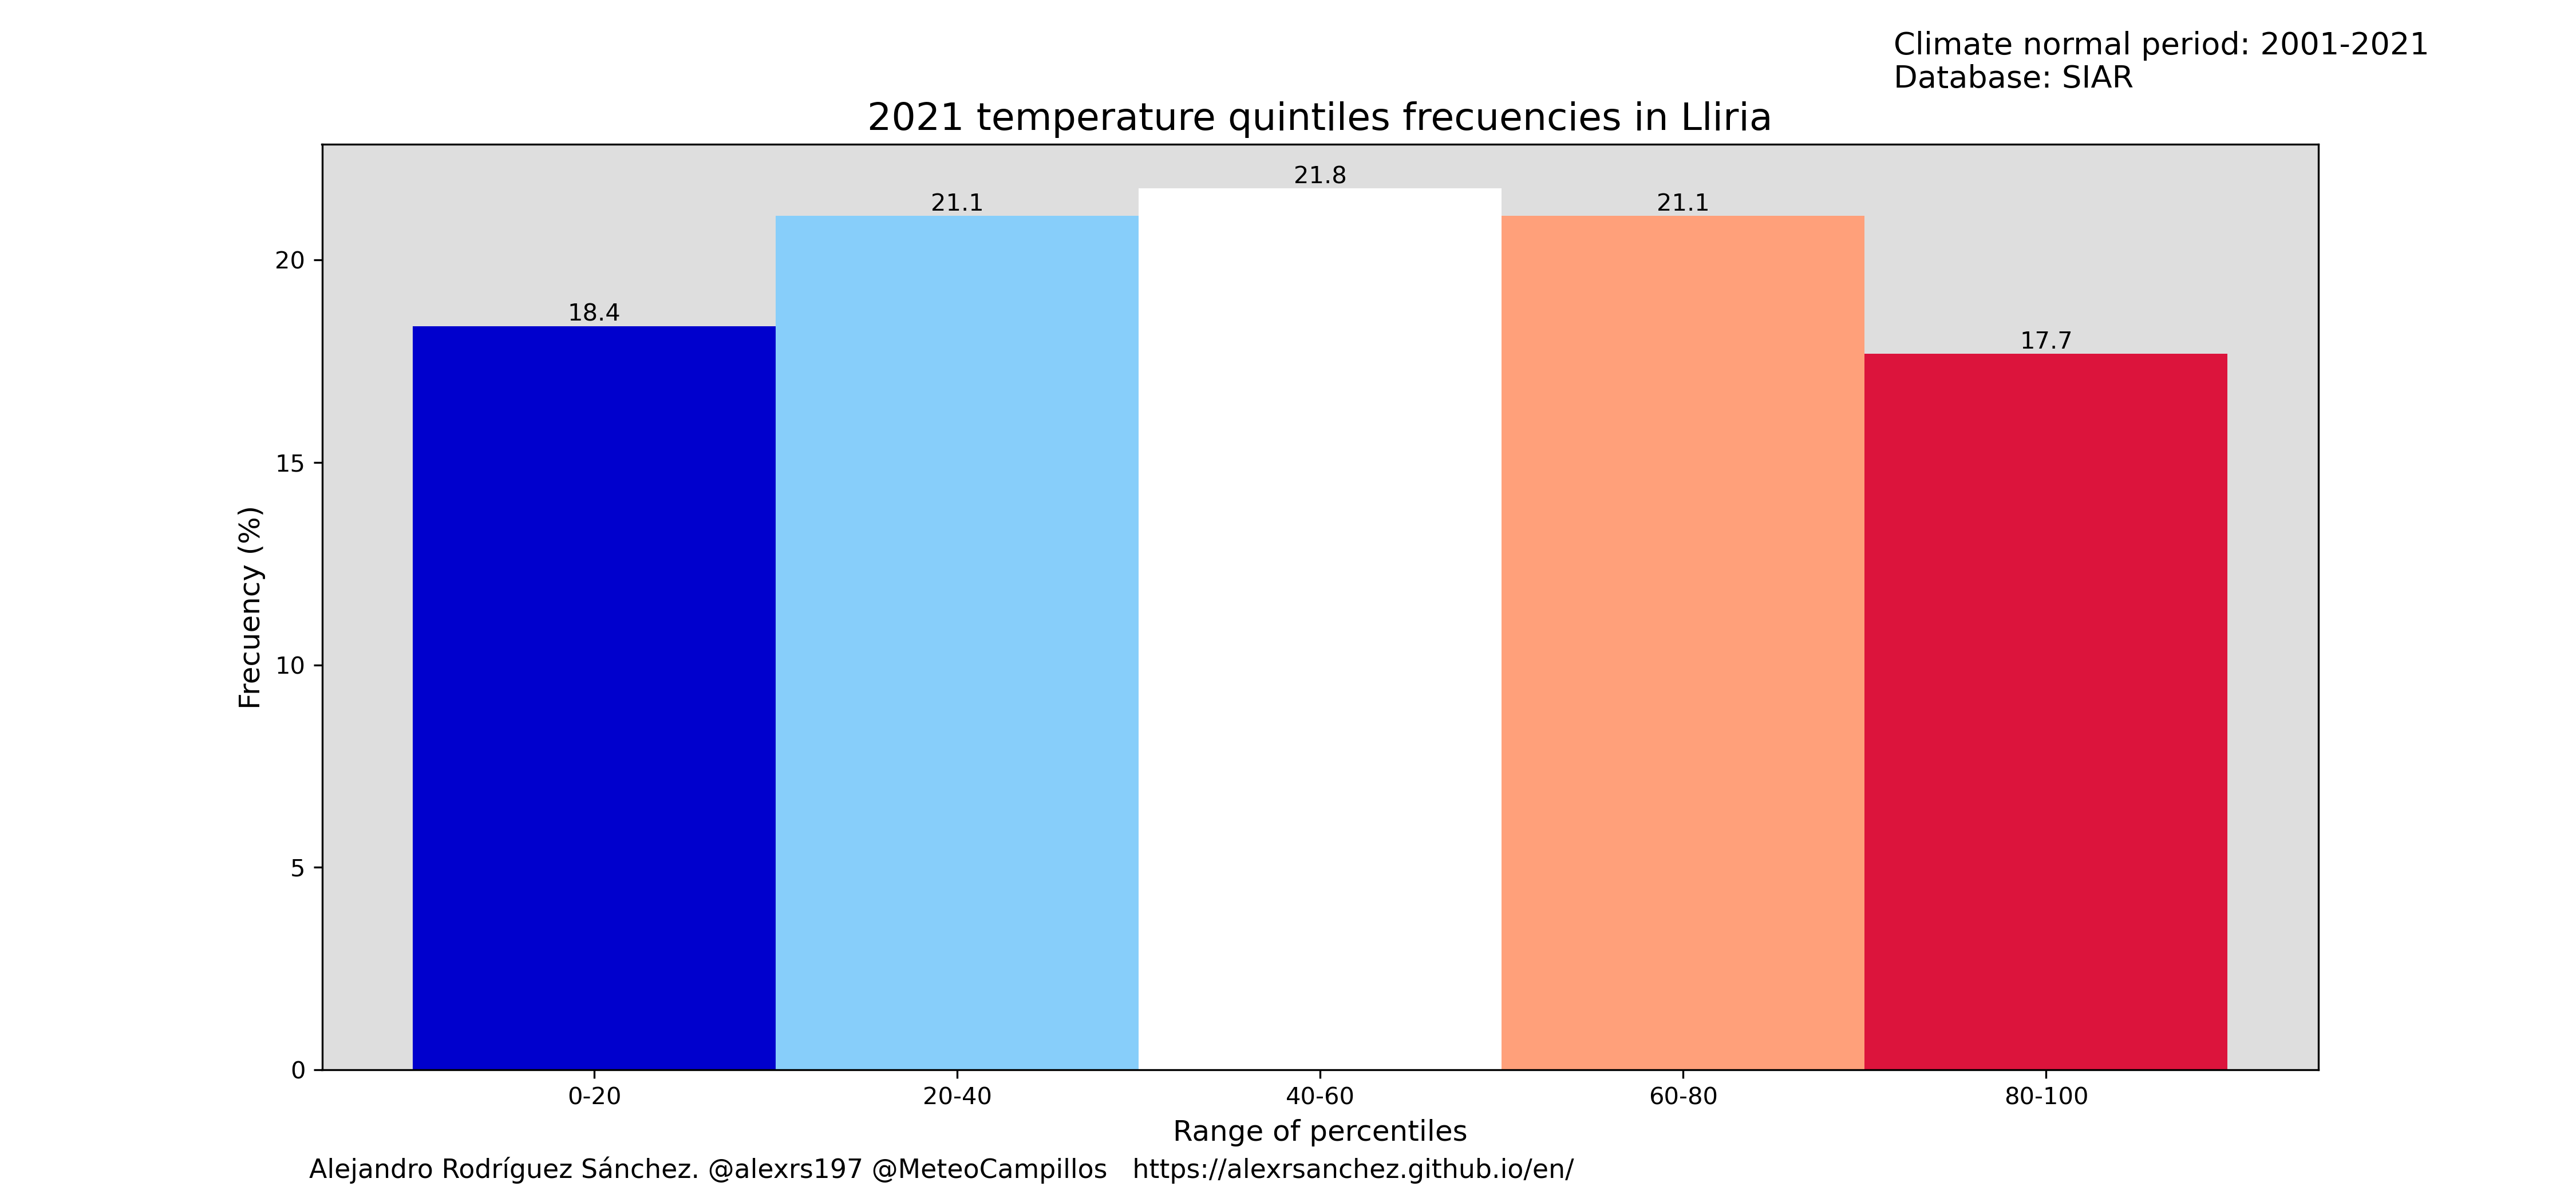 Climate normal period: 2001-2021
Database: SIAR
2021 temperature quintiles frecuencies in Lliria
21.8
21.1
21.1
20
18.4
17.7
15
Frecuency (%)
10
5
0
0-20
20-40
40-60
60-80
80-100
Range of percentiles
Alejandro Rodríguez Sánchez. @alexrs197 @MeteoCampillos https://alexrsanchez.github.io/en/